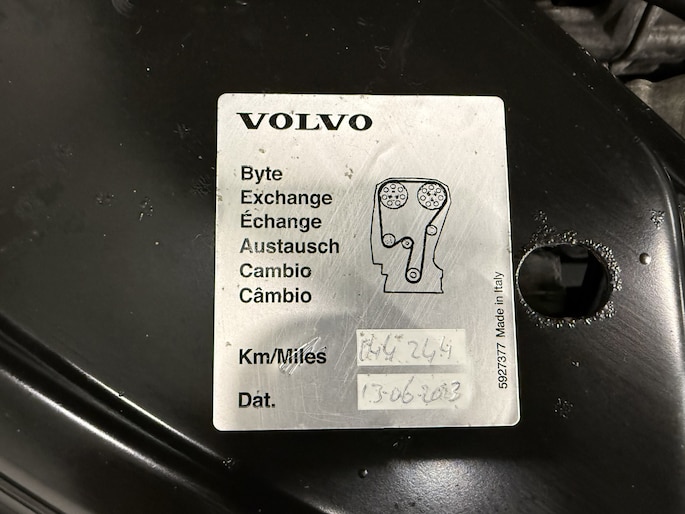 VOLVO
Byte
Exchange
Échange
Austausch
Cambio
Câmbio
Km/Miles
Dat. 13-06-2023
5927377 Made in Italy